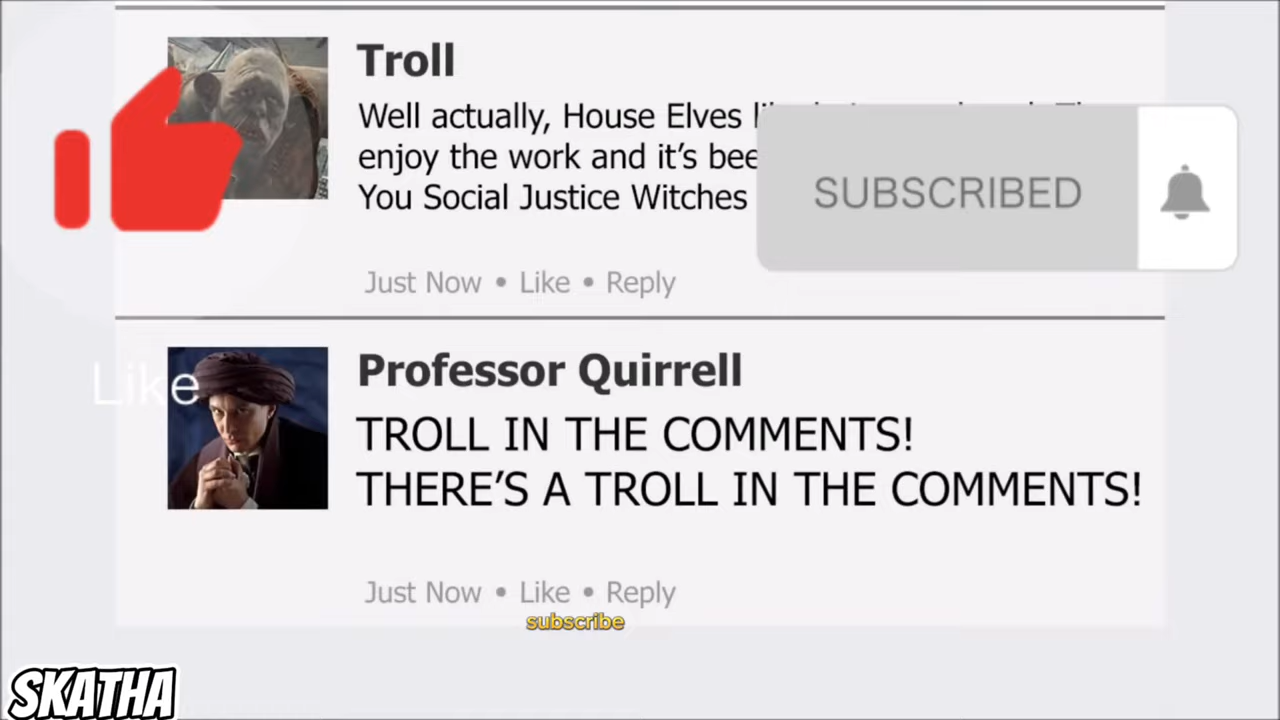 Troll
Well actually, House Elves
enjoy the work and it's
You Social Justice Witches
SUBSCRIBED
Just Now • Like • Reply
Professor Quirrell
Like
TROLL IN THE COMMENTS!
THERE'S A TROLL IN THE COMMENTS!
Just Now • Like • Reply
subscribe
SKATHA